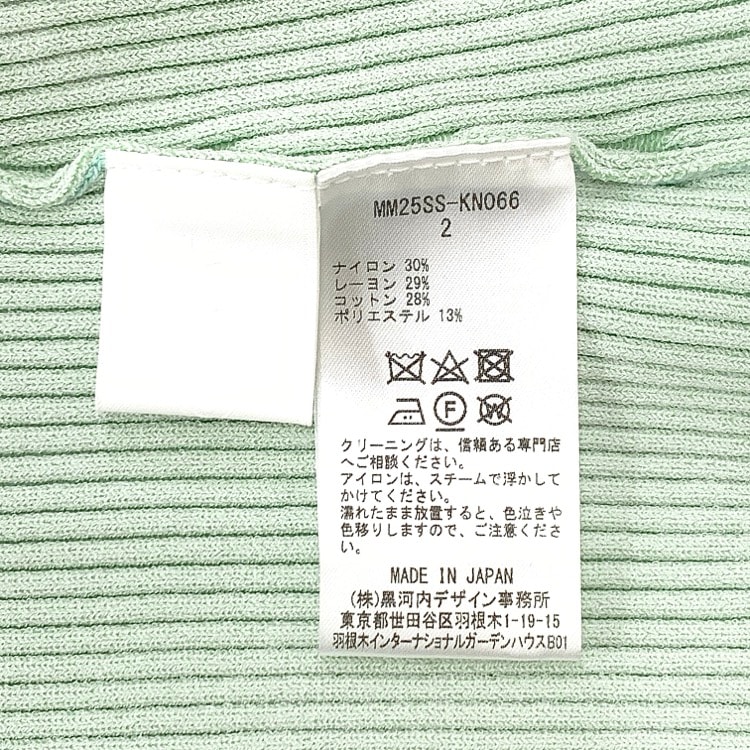 MM25SS-KN066
2
ナイロン 30%
レーヨン 29%
コットン 28%
ポリエステル 13%
F
W
クリーニングは、信頼ある専門店
へご相談ください。
アイロンは、スチームで浮かして
かけてください。
濡れたまま放置すると、色泣きや
色移りしますので、ご注意くださ
い。
MADE IN JAPAN
(株)黒河内デザイン事務所
東京都世田谷区羽根木1-19-15
羽根木インターナショナルガーデンハウスB01